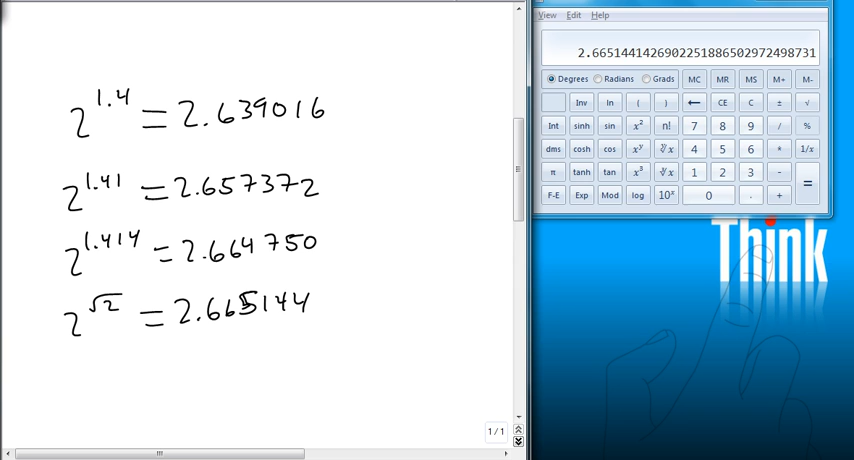 2^1.4 = 2.639016
2^1.41 = 2.657372
2^1.414 = 2.664750
2^√2 = 2.665144
1 / 1
View Edit Help
2.6651441426902251886502972498731
Degrees Radians Grads MC MR MS M+ M-
Inv ln ( ) ← CE C ± √
Int sinh sin x² n! 7 8 9 / %
dms cosh cos x^y ʸ√x 4 5 6 * 1/x
π tanh tan x³ ³√x 1 2 3 - =
F-E Exp Mod log 10^x 0 . +
Think